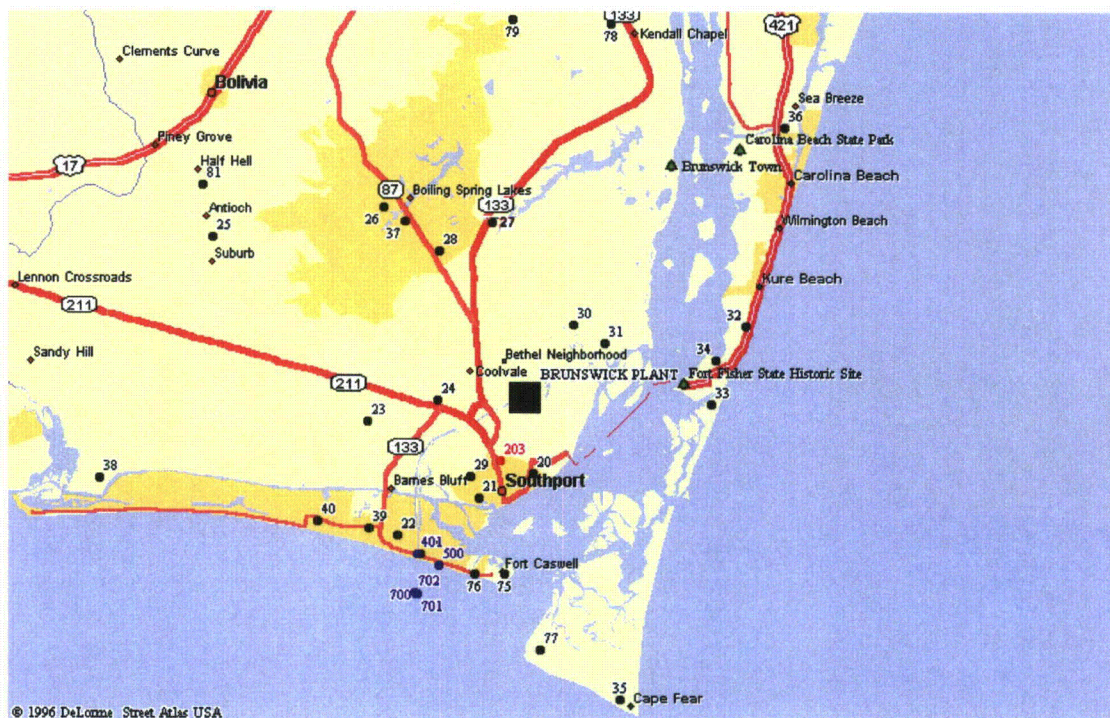 133
79
78
Kendall Chapel
421
Clements Curve
Bolivia
Sea Breeze
36
Piney Grove
Carolina Beach State Park
17
Half Hell
81
Brunswick Town
87
Boiling Spring Lakes
Carolina Beach
133
Antioch
26
37
27
25
Wilmington Beach
28
Suburb
Lennon Crossroads
Kure Beach
211
30
32
31
Sandy Hill
Bethel Neighborhood
34
Coolvale
BRUNSWICK PLANT
Fort Fisher State Historic Site
211
24
33
23
133
203
38
29
20
Barnes Bluff
Southport
21
40
39
22
401
500
Fort Caswell
702
76
75
700
701
77
35
Cape Fear
© 1996 DeLorme Street Atlas USA